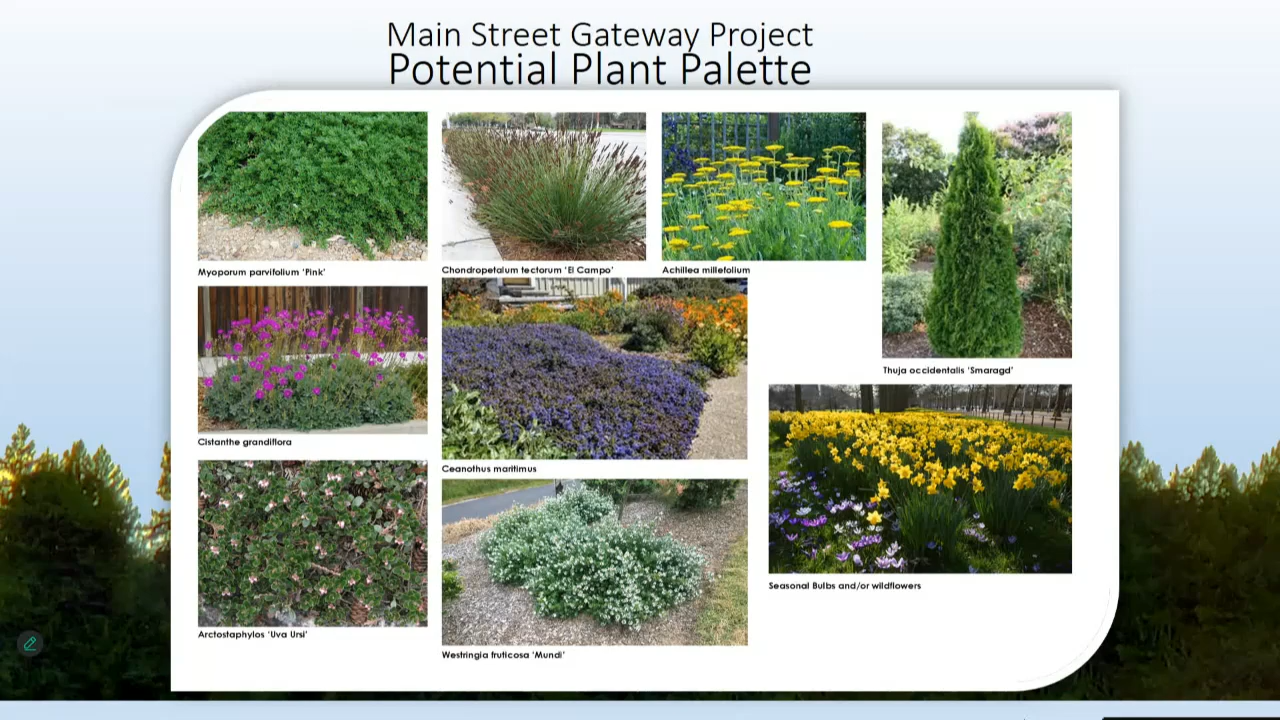 Main Street Gateway Project
Potential Plant Palette
Myoporum parvifolium ‘Pink’
Chondropetalum tectorum ‘El Campo’
Achillea millefolium
Thuja occidentalis ‘Smaragd’
Cistanthe grandiflora
Ceanothus maritimus
Seasonal Bulbs and/or wildflowers
Arctostaphylos ‘Uva Ursi’
Westringia fruticosa ‘Mundi’